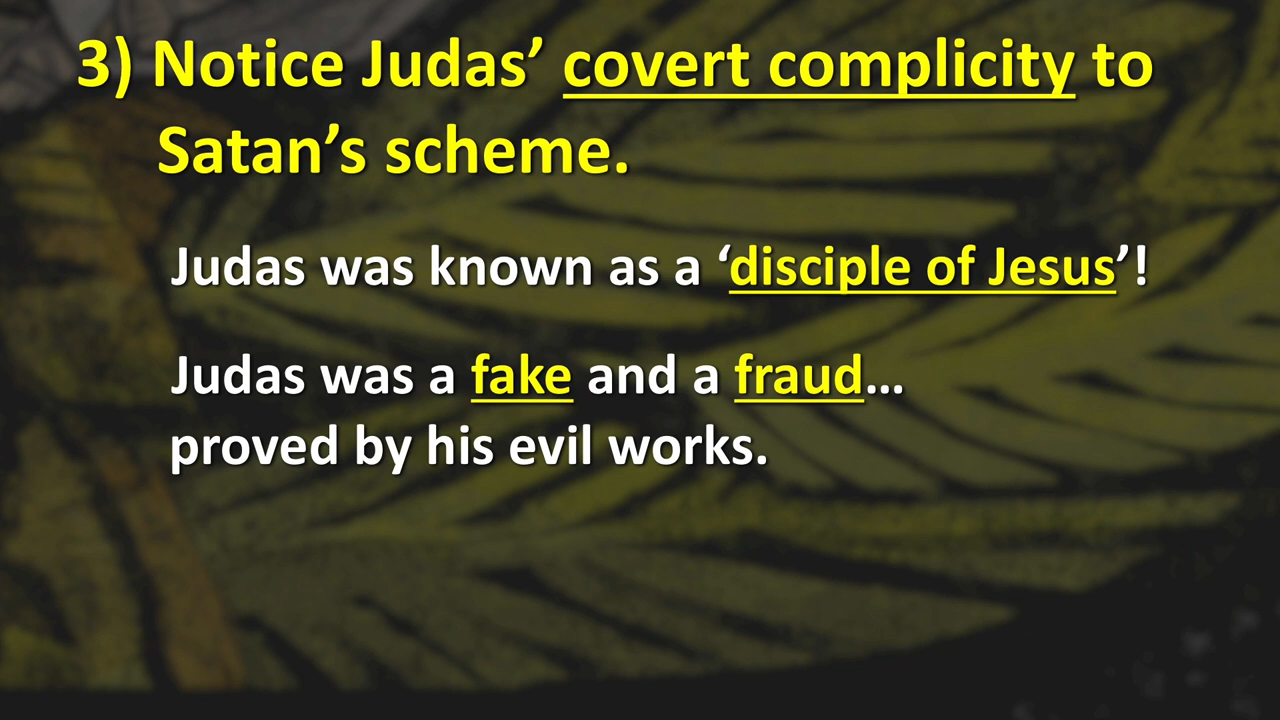 3) Notice Judas’ covert complicity to
Satan’s scheme.
Judas was known as a ‘disciple of Jesus’!
Judas was a fake and a fraud…
proved by his evil works.